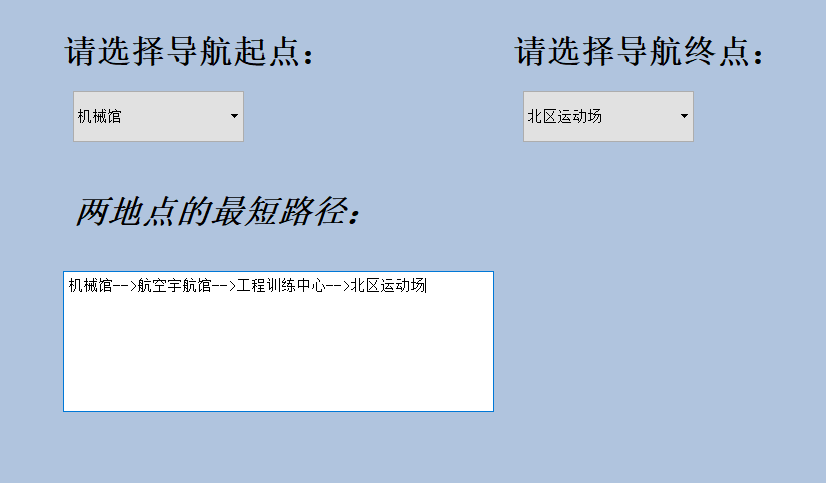 请选择导航起点：
请选择导航终点：
机械馆
北区运动场
两地点的最短路径：
机械馆-->航空宇航馆-->工程训练中心-->北区运动场